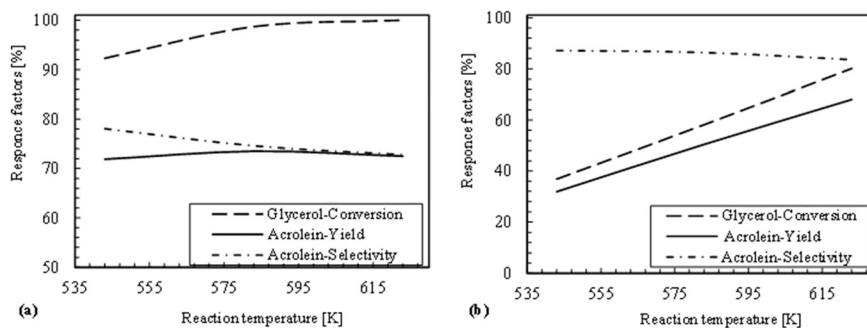 Responce factors [%]
100
90
80
70
60
50
Glycerol-Conversion
Acrolein-Yield
Acrolein-Selectivity
535 555 575 595 615
(a)
Reaction temperature [K]
Responce factors [%]
100
80
60
40
20
0
Glycerol-Conversion
Acrolein-Yield
Acrolein-Selectivity
535 555 575 595 615
(b)
Reaction temperature [K]